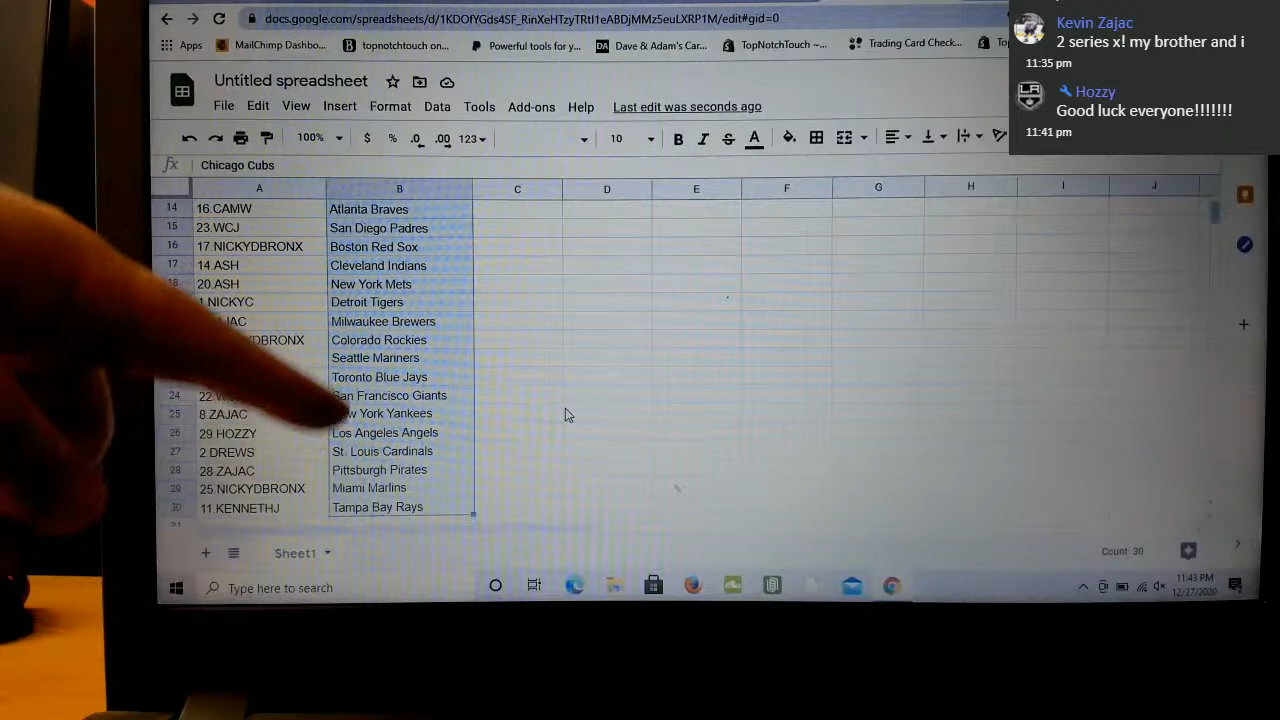 docs.google.com/spreadsheets/d/1KDOfYGds4SF_RinXeHTzyTRtI1eABDjMMz5euLXRP1M/edit#gid=0
Apps
MailChimp Dashbo...
topnotchtouch on...
Powerful tools for y...
Dave & Adam's Car...
TopNotchTouch ~...
Trading Card Check...
Kevin Zajac
2 series x! my brother and i
11:35 pm
Hozzy
Good luck everyone!!!!!!!
11:41 pm
Untitled spreadsheet
File Edit View Insert Format Data Tools Add-ons Help Last edit was seconds ago
100% $ % .0 .00 123 10 B I S A
fx Chicago Cubs
A B C D E F G H I J
14 16.CAMW Atlanta Braves
15 23.WCJ San Diego Padres
16 17.NICKYDBRONX Boston Red Sox
17 14.ASH Cleveland Indians
18 20.ASH New York Mets
NICKYC Detroit Tigers
Milwaukee Brewers
Colorado Rockies
Seattle Mariners
Toronto Blue Jays
24 San Francisco Giants
25 8.ZAJAC York Yankees
26 29.HOZZY Los Angeles Angels
27 2.DREWS St. Louis Cardinals
28 28.ZAJAC Pittsburgh Pirates
29 25.NICKYDBRONX Miami Marlins
30 11.KENNETHJ Tampa Bay Rays
Sheet1
Count: 30
Type here to search
11:43 PM
12/27/2020